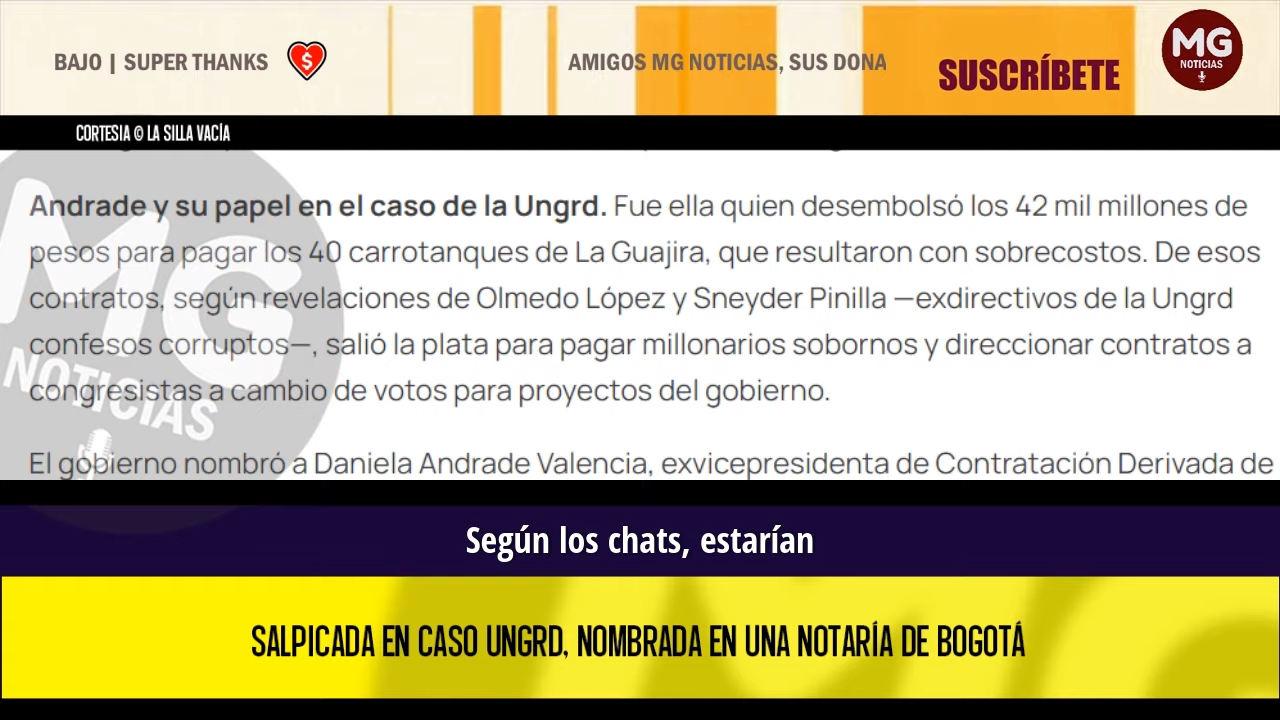 BAJO | SUPER THANKS
$
AMIGOS MG NOTICIAS, SUS DONA
SUSCRÍBETE
MG
NOTICIAS
CORTESIA © LA SILLA VACÍA
Andrade y su papel en el caso de la Ungrd. Fue ella quien desembolsó los 42 mil millones de
pesos para pagar los 40 carrotanques de La Guajira, que resultaron con sobrecostos. De esos
contratos, según revelaciones de Olmedo López y Sneyder Pinilla —exdirectivos de la Ungrd
confesos corruptos—, salió la plata para pagar millonarios sobornos y direccionar contratos a
congresistas a cambio de votos para proyectos del gobierno.
El gobierno nombró a Daniela Andrade Valencia, exvicepresidenta de Contratación Derivada de
MG
NOTICIAS
Según los chats, estarían
SALPICADA EN CASO UNGRD, NOMBRADA EN UNA NOTARÍA DE BOGOTÁ